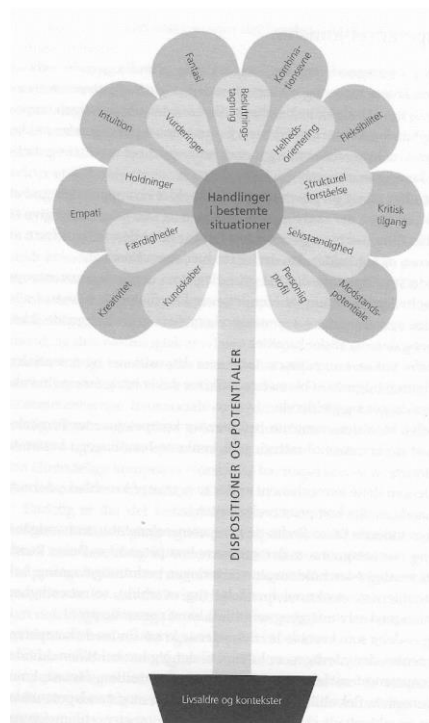 Fantasi
Kombina-
tionsevne
Intuition
Vurderinger
Beslutnings-
tagning
Helheds-
orientering
Fleksibilitet
Holdninger
Handlinger
i bestemte
situationer
Strukturel
forståelse
Empati
Kritisk
tilgang
Færdigheder
Selvstændighed
Kreativitet
Kundskaber
Personlig
profil
Modstands-
potentiale
DISPOSITIONER OG POTENTIALER
Livsaldre og kontekster